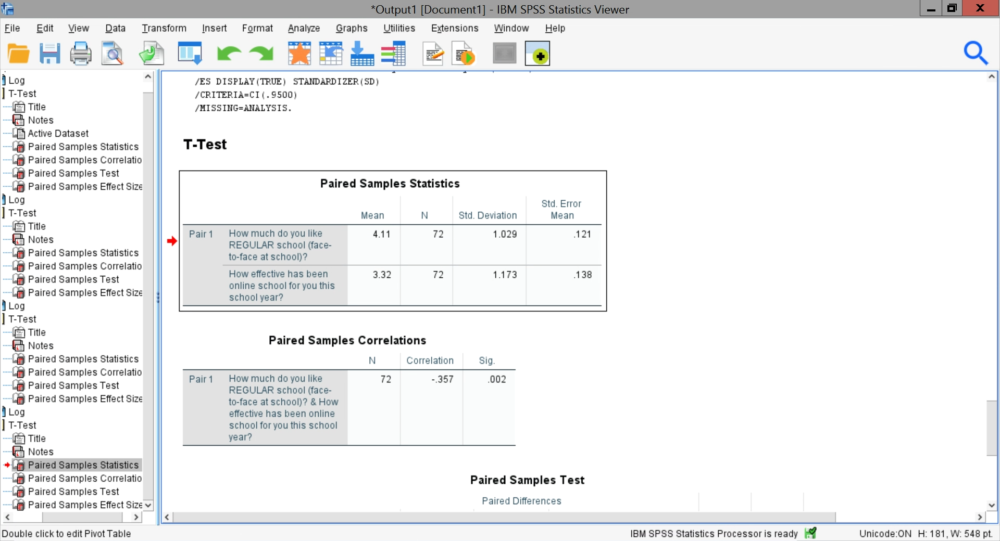 *Output1 [Document1] - IBM SPSS Statistics Viewer
File Edit View Data Transform Insert Format Analyze Graphs Utilities Extensions Window Help
Log
T-Test
Title
Notes
Active Dataset
Paired Samples Statistics
Paired Samples Correlatio
Paired Samples Test
Paired Samples Effect Size
Log
T-Test
Title
Notes
Paired Samples Statistics
Paired Samples Correlatio
Paired Samples Test
Paired Samples Effect Size
Log
T-Test
Title
Notes
Paired Samples Statistics
Paired Samples Correlatio
Paired Samples Test
Paired Samples Effect Size
Log
T-Test
Title
Notes
Paired Samples Statistics
Paired Samples Correlatio
Paired Samples Test
Paired Samples Effect Size
/ES DISPLAY(TRUE) STANDARDIZER(SD)
/CRITERIA=CI(.9500)
/MISSING=ANALYSIS.
T-Test
Paired Samples Statistics
Std. Error
Mean N Std. Deviation Mean
Pair 1 How much do you like 4.11 72 1.029 .121
REGULAR school (face-
to-face at school)?
How effective has been 3.32 72 1.173 .138
online school for you this
school year?
Paired Samples Correlations
N Correlation Sig.
Pair 1 How much do you like 72 -.357 .002
REGULAR school (face-
to-face at school)? & How
effective has been online
school for you this school
year?
Paired Samples Test
Paired Differences
Double click to edit Pivot Table
IBM SPSS Statistics Processor is ready
Unicode:ON H: 181, W: 548 pt.